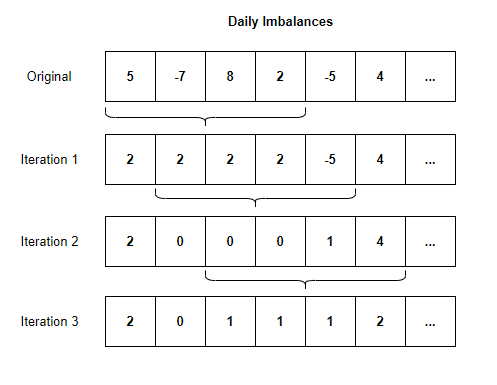 Daily Imbalances
Original 5 -7 8 2 -5 4 ...
Iteration 1 2 2 2 2 -5 4 ...
Iteration 2 2 0 0 0 1 4 ...
Iteration 3 2 0 1 1 1 2 ...